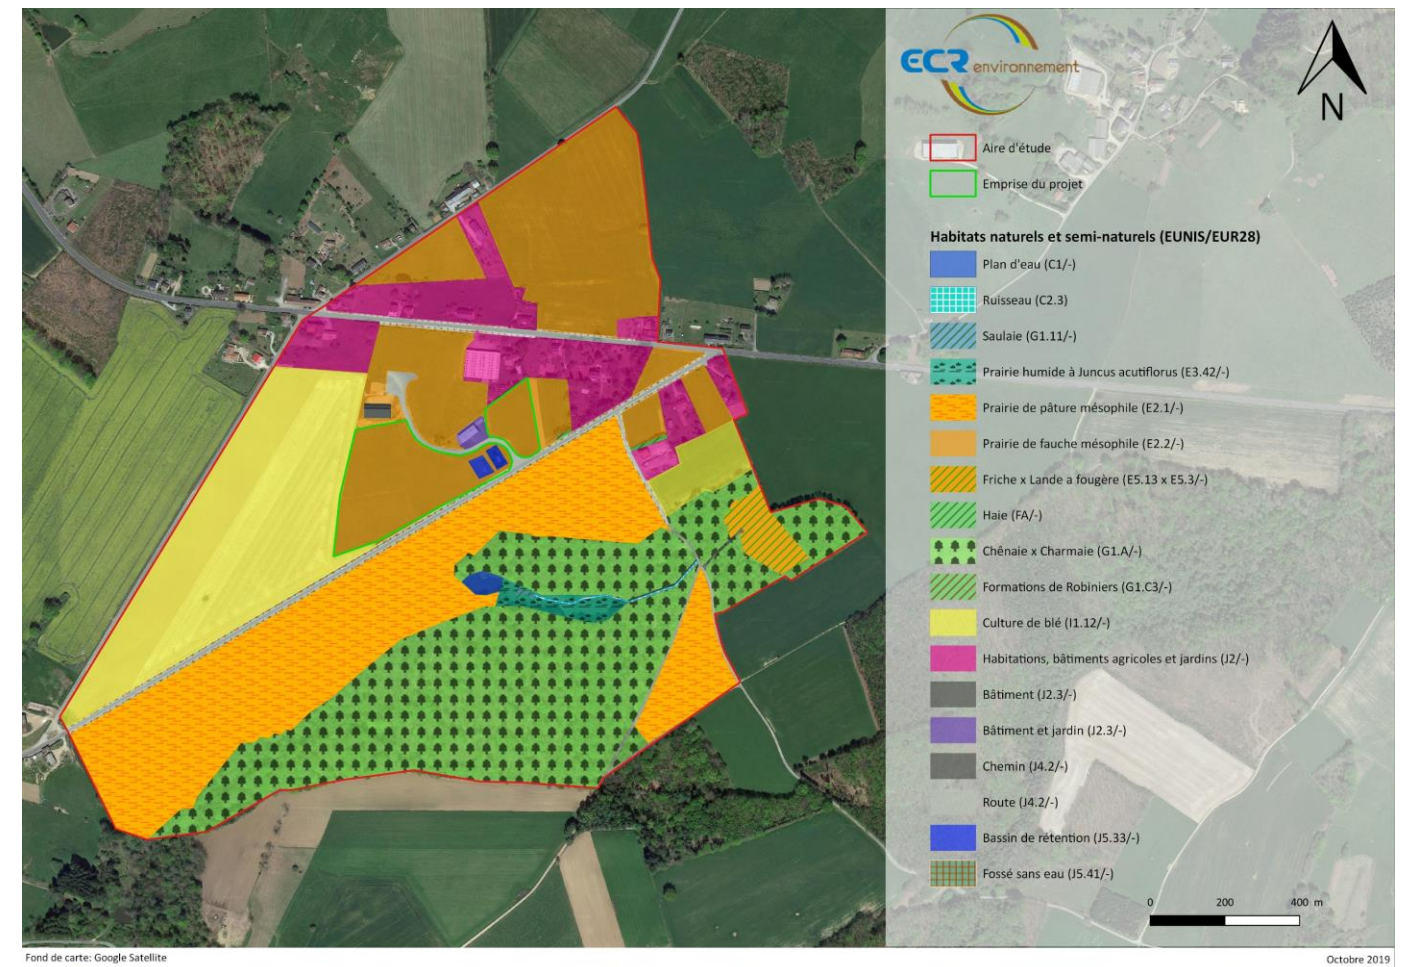 ECR environnement
N
Aire d'étude
Emprise du projet
Habitats naturels et semi-naturels (EUNIS/EUR28)
Plan d'eau (C1/-)
Ruisseau (C2.3)
Saulaie (G1.11/-)
Prairie humide à Juncus acutiflorus (E3.42/-)
Prairie de pâture mésophile (E2.1/-)
Prairie de fauche mésophile (E2.2/-)
Friche x Lande a fougère (E5.13 x E5.3/-)
Haie (FA/-)
Chênaie x Charmaie (G1.A/-)
Formations de Robiniers (G1.C3/-)
Culture de blé (I1.12/-)
Habitations, bâtiments agricoles et jardins (J2/-)
Bâtiment (J2.3/-)
Bâtiment et jardin (J2.3/-)
Chemin (J4.2/-)
Route (J4.2/-)
Bassin de rétention (J5.33/-)
Fossé sans eau (J5.41/-)
0 200 400 m
Fond de carte: Google Satellite
Octobre 2019